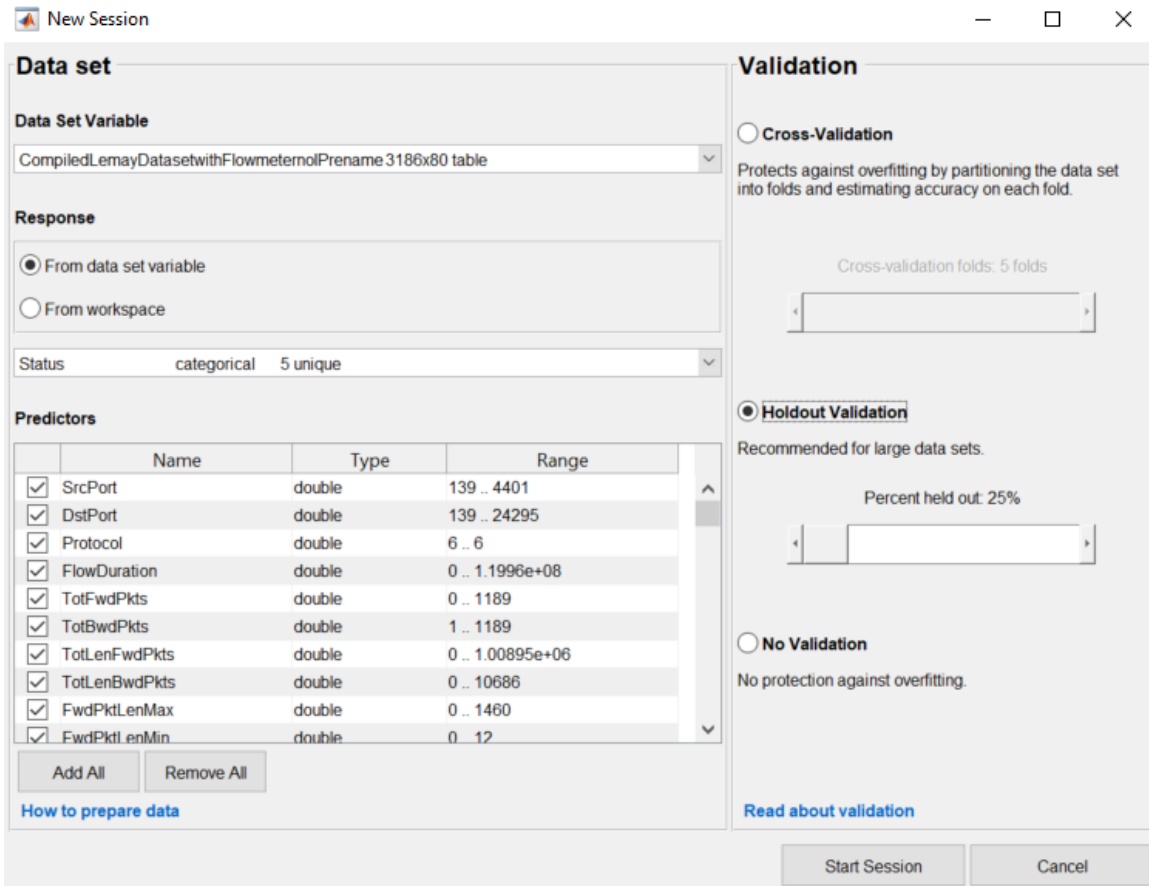 New Session
Data set
Data Set Variable
CompiledLemayDatasetwithFlowmeternolPrename 3186x80 table
Response
From data set variable
From workspace
Status categorical 5 unique
Predictors
Name Type Range
SrcPort double 139 .. 4401
DstPort double 139 .. 24295
Protocol double 6 .. 6
FlowDuration double 0 .. 1.1996e+08
TotFwdPkts double 0 .. 1189
TotBwdPkts double 1 .. 1189
TotLenFwdPkts double 0 .. 1.00895e+06
TotLenBwdPkts double 0 .. 10686
FwdPktLenMax double 0 .. 1460
FwdPktLenMin double 0 .. 12
Add All Remove All
How to prepare data
Validation
Cross-Validation
Protects against overfitting by partitioning the data set
into folds and estimating accuracy on each fold.
Cross-validation folds: 5 folds
Holdout Validation
Recommended for large data sets.
Percent held out: 25%
No Validation
No protection against overfitting.
Read about validation
Start Session Cancel